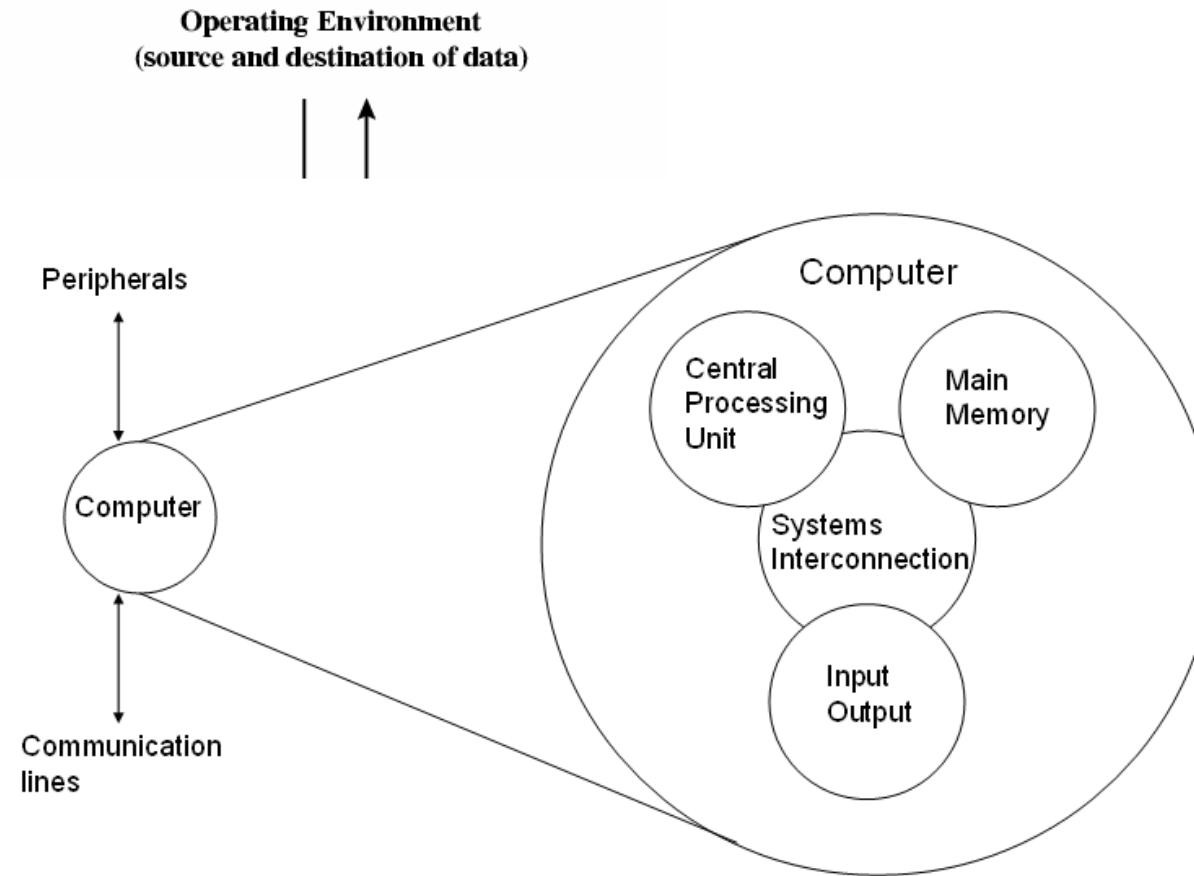 Operating Environment
(source and destination of data)
Peripherals
Computer
Communication
lines
Computer
Central
Processing
Unit
Main
Memory
Systems
Interconnection
Input
Output